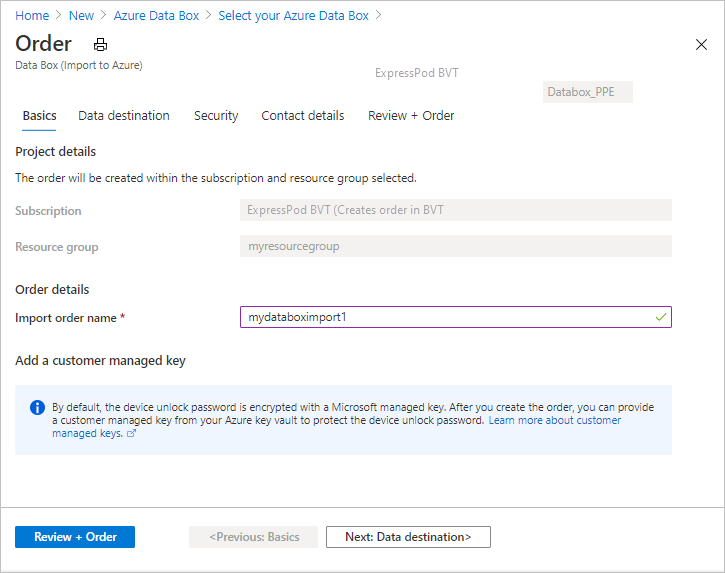 Home > New > Azure Data Box > Select your Azure Data Box >
Order
Data Box (Import to Azure)
ExpressPod BVT
Databox_PPE
Basics Data destination Security Contact details Review + Order
Project details
The order will be created within the subscription and resource group selected.
Subscription ExpressPod BVT (Creates order in BVT
Resource group myresourcegroup
Order details
Import order name * mydataboximport1
Add a customer managed key
By default, the device unlock password is encrypted with a Microsoft managed key. After you create the order, you can provide
a customer managed key from your Azure key vault to protect the device unlock password. Learn more about customer
managed keys.
Review + Order <Previous: Basics Next: Data destination>